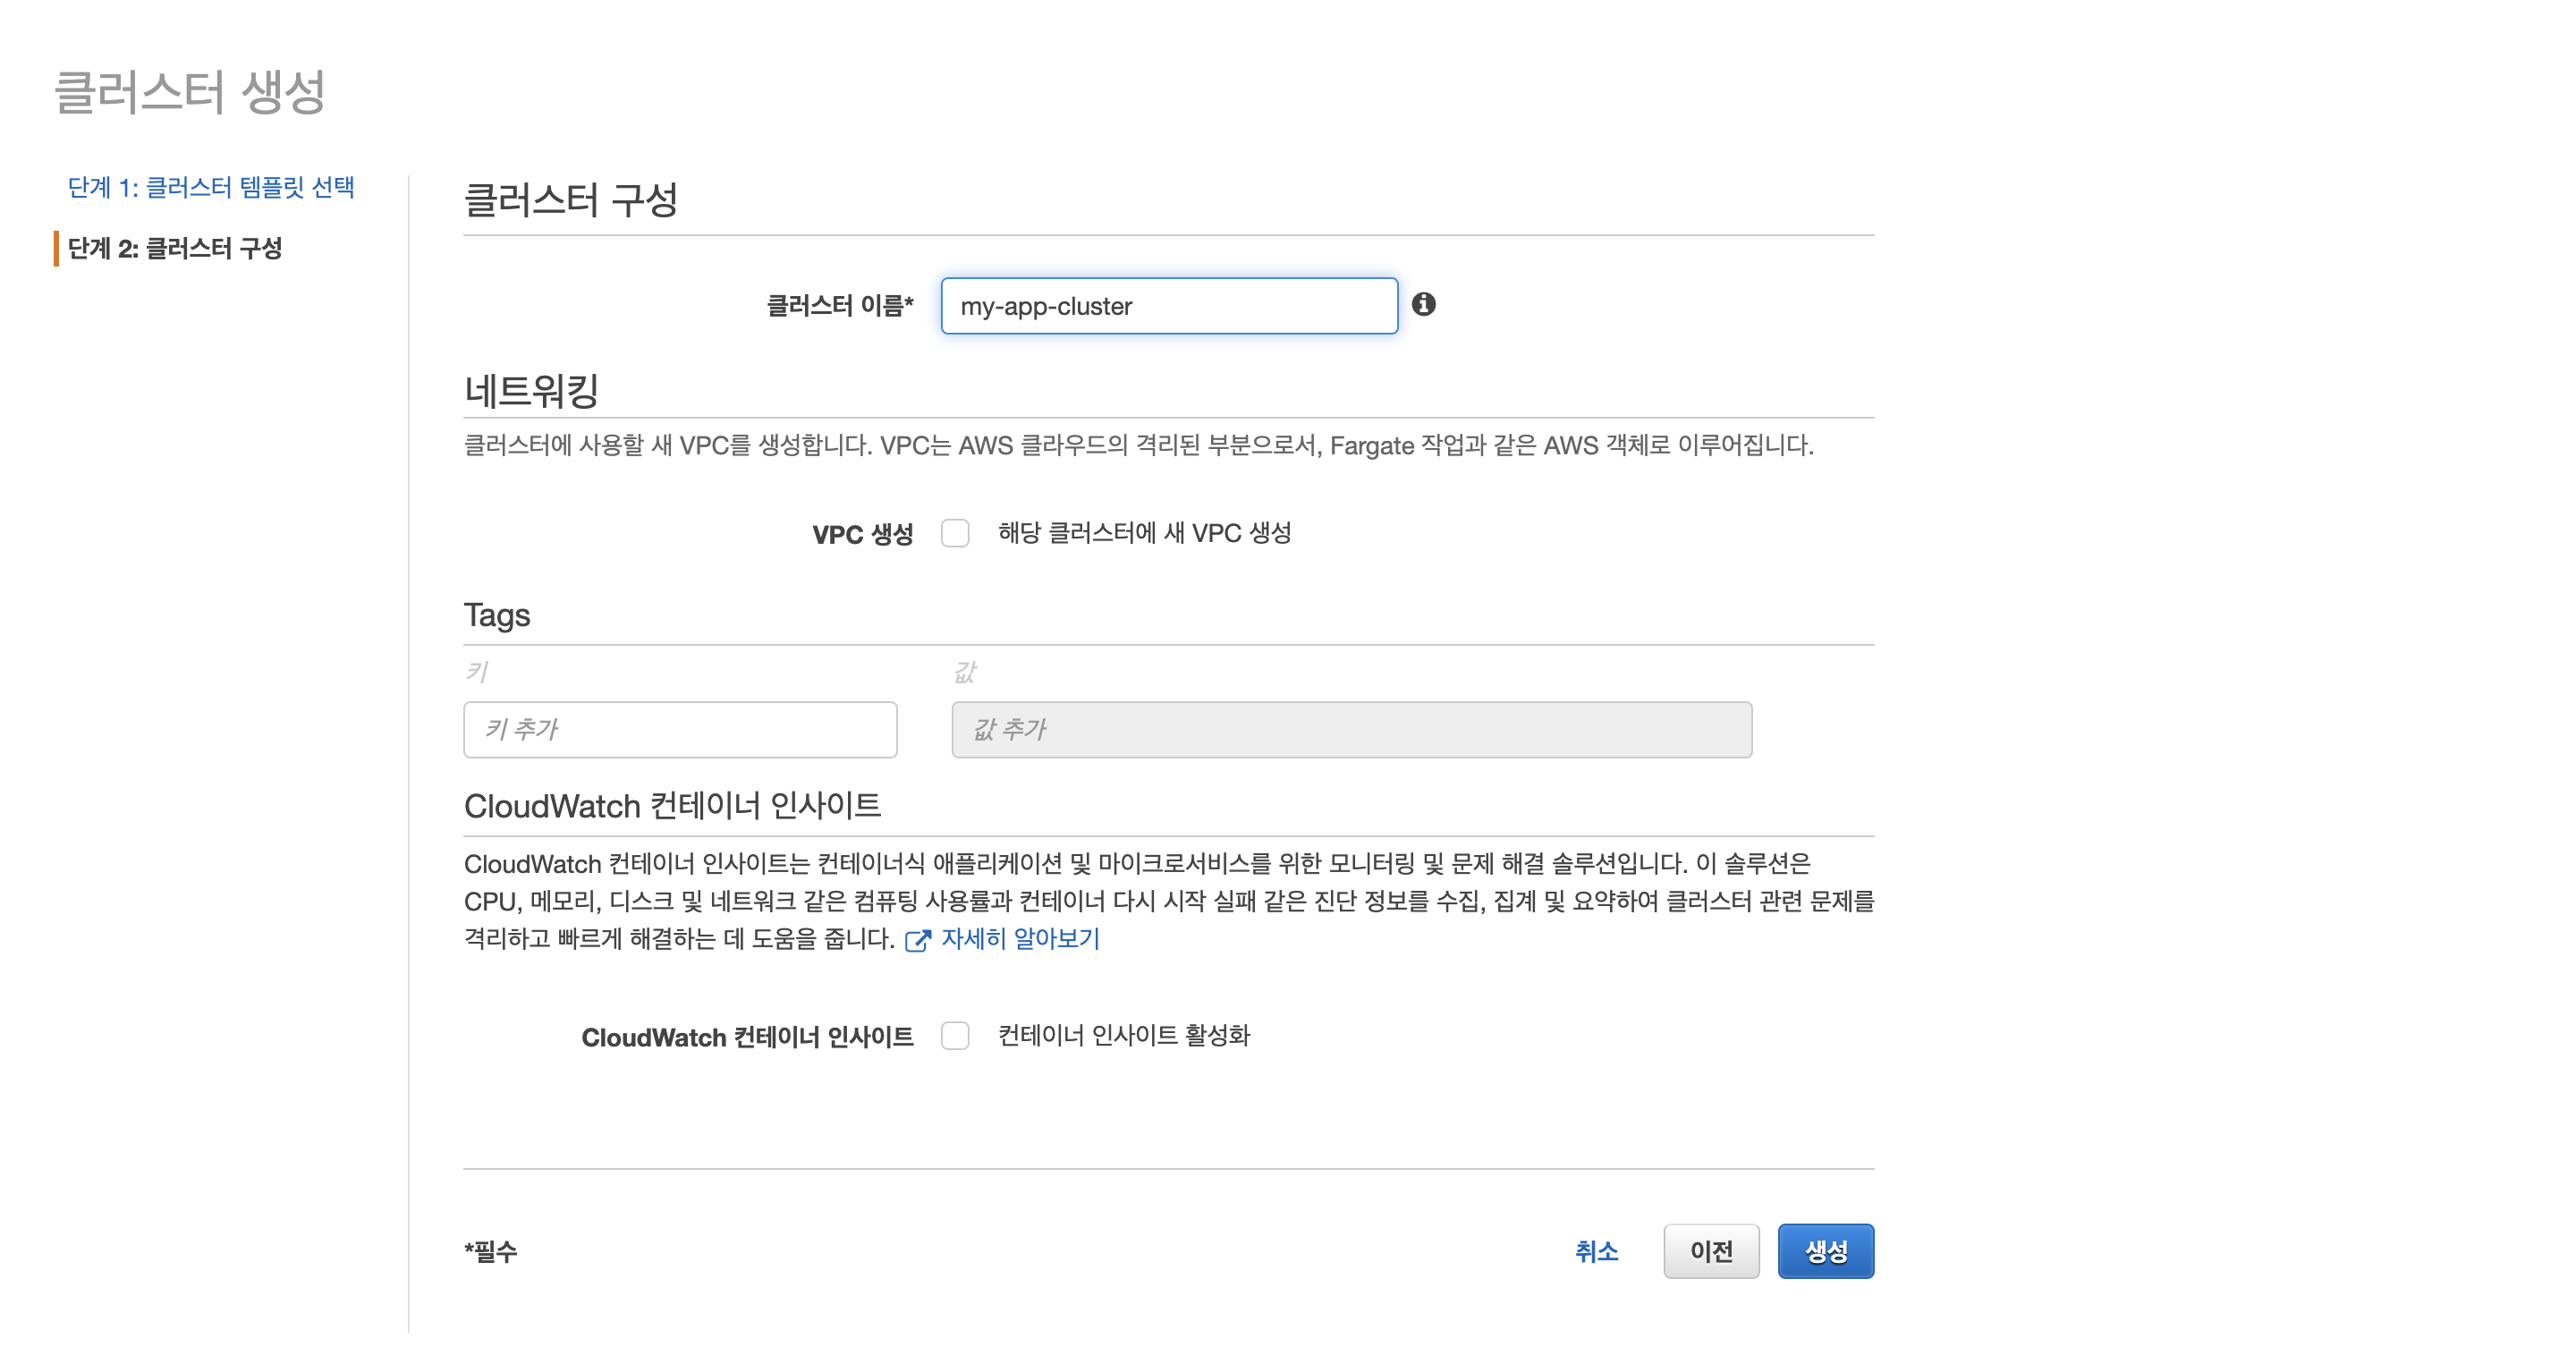 클러스터 생성
단계 1: 클러스터 템플릿 선택
단계 2: 클러스터 구성
클러스터 구성
클러스터 이름* my-app-cluster
네트워킹
클러스터에 사용할 새 VPC를 생성합니다. VPC는 AWS 클라우드의 격리된 부분으로서, Fargate 작업과 같은 AWS 객체로 이루어집니다.
VPC 생성 해당 클러스터에 새 VPC 생성
Tags
키 값
키 추가 값 추가
CloudWatch 컨테이너 인사이트
CloudWatch 컨테이너 인사이트는 컨테이너식 애플리케이션 및 마이크로서비스를 위한 모니터링 및 문제 해결 솔루션입니다. 이 솔루션은
CPU, 메모리, 디스크 및 네트워크 같은 컴퓨팅 사용률과 컨테이너 다시 시작 실패 같은 진단 정보를 수집, 집계 및 요약하여 클러스터 관련 문제를
격리하고 빠르게 해결하는 데 도움을 줍니다. 자세히 알아보기
CloudWatch 컨테이너 인사이트 컨테이너 인사이트 활성화
*필수 취소 이전 생성